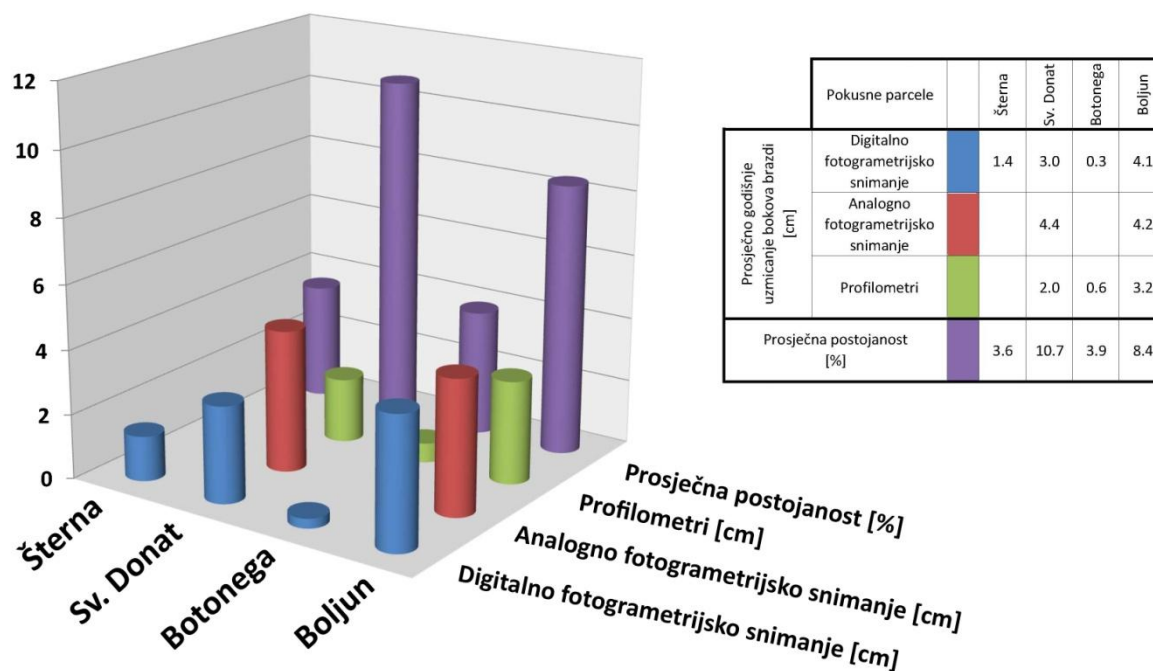 12
10
8
6
4
2
0
Šterna
Sv. Donat
Botonega
Boljun
Prosječna postojanost [%]
Profilometri [cm]
Analogno fotogrametrijsko snimanje [cm]
Digitalno fotogrametrijsko snimanje [cm]
Pokusne parcele
Šterna
Sv. Donat
Botonega
Boljun
Prosječno godišnje
uzmicanje bokova brazdi
[cm]
Digitalno
fotogrametrijsko
snimanje
1.4 3.0 0.3 4.1
Analogno
fotogrametrijsko
snimanje
4.4 4.2
Profilometri
2.0 0.6 3.2
Prosječna postojanost
[%]
3.6 10.7 3.9 8.4